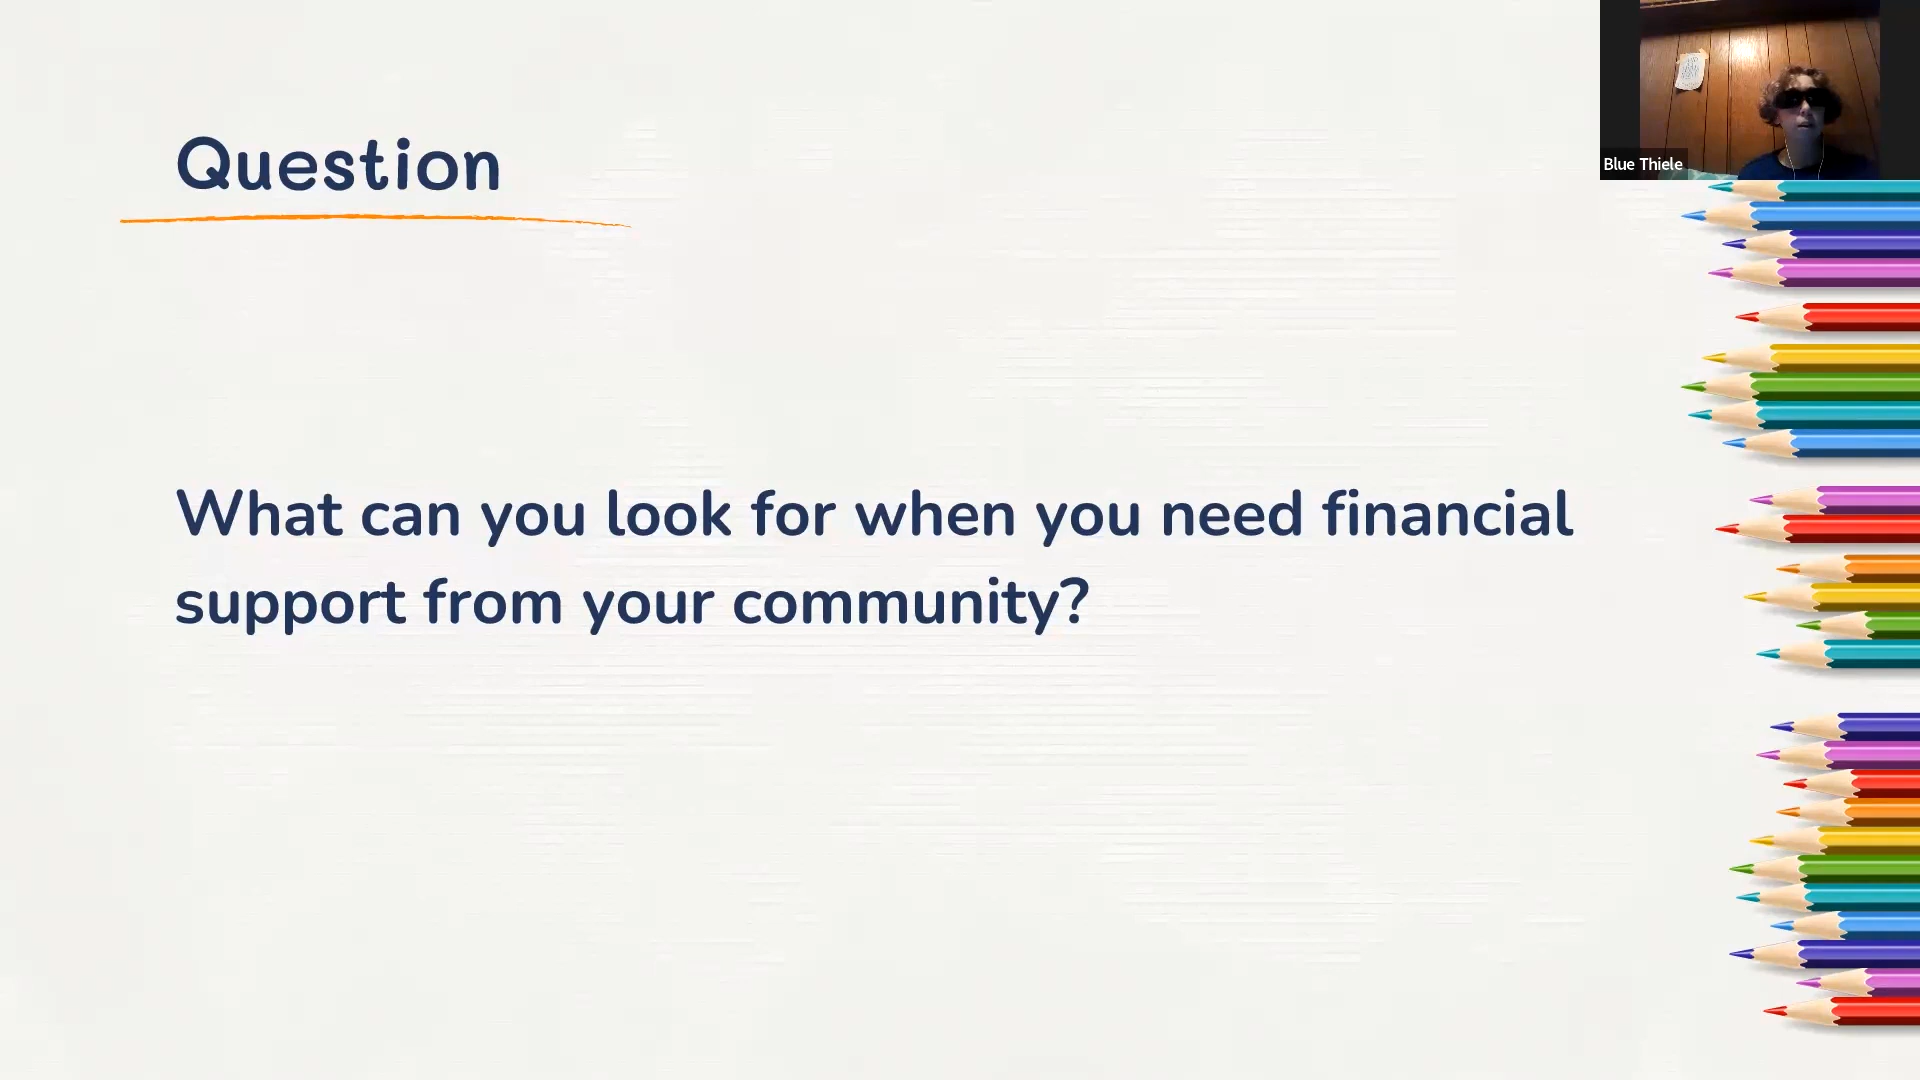 Question
What can you look for when you need financial
support from your community?
Blue Thiele